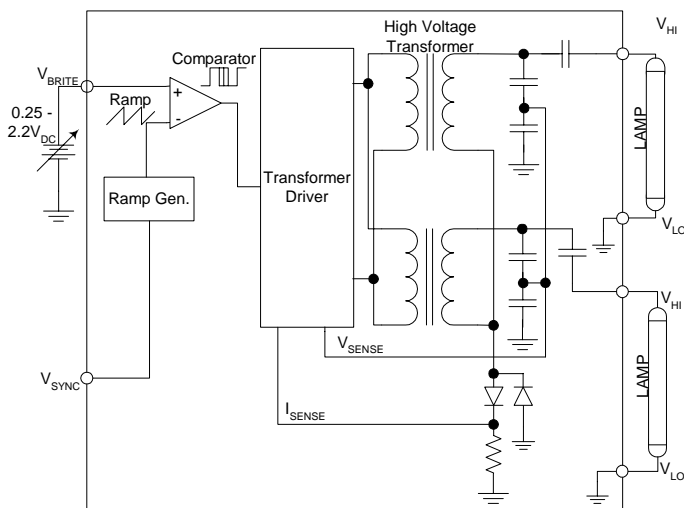 High Voltage
Transformer
V_HI
Comparator
V_BRITE
Ramp
+
-
0.25 -
2.2V_DC
LAMP
Transformer
Driver
Ramp Gen.
V_LO
V_HI
V_SENSE
LAMP
V_SYNC
I_SENSE
V_LO